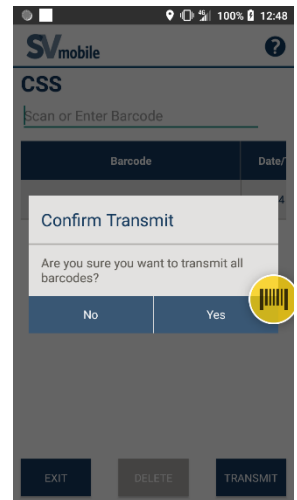 100% 12:48
SVmobile
CSS
Scan or Enter Barcode
Barcode Date/
4
Confirm Transmit
Are you sure you want to transmit all
barcodes?
No Yes
EXIT DELETE TRANSMIT